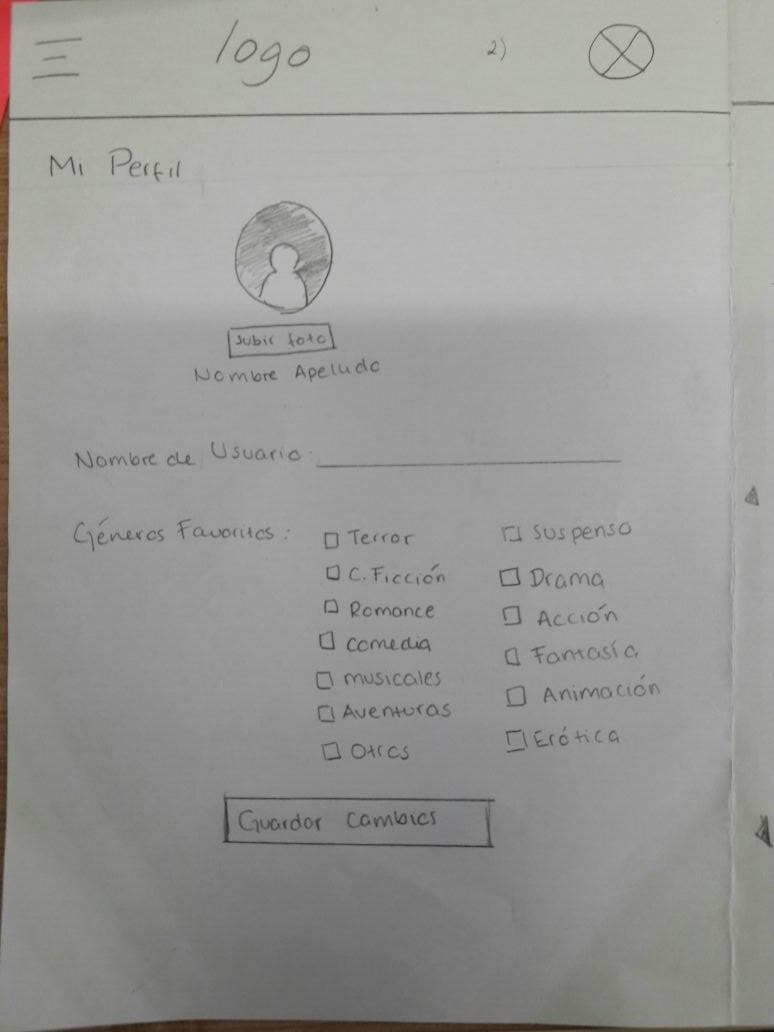 logo 2)
Mi Perfil
subir foto
Nombre Apellido
Nombre de Usuario:
Géneros Favoritos:
Terror
Suspenso
C. Ficción
Drama
Romance
Acción
comedia
Fantasía
musicales
Animación
Aventuras
Erótica
Otros
Guardar cambios